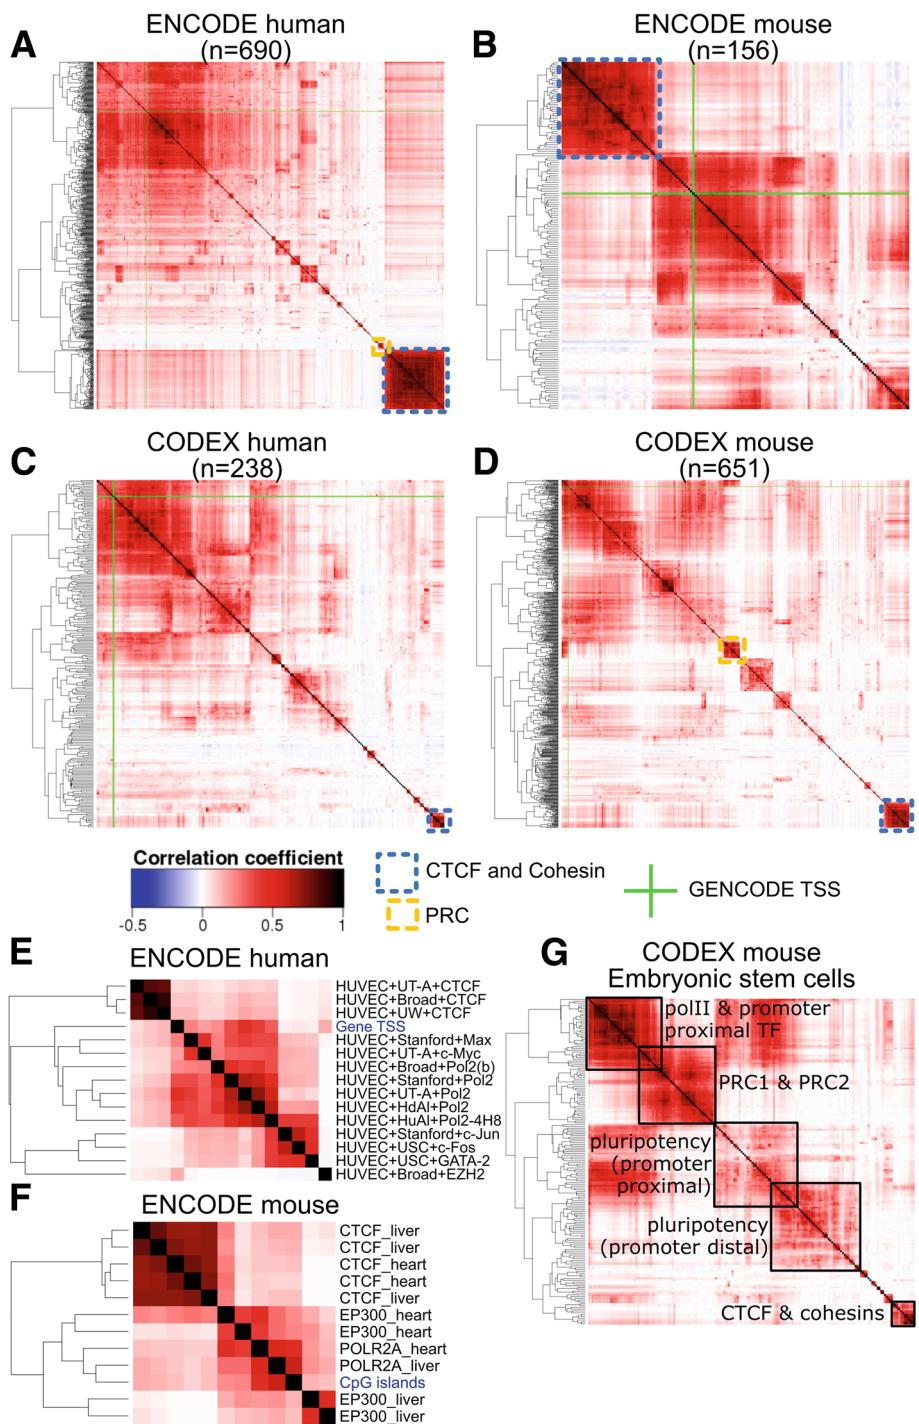 A
ENCODE human
(n=690)
B
ENCODE mouse
(n=156)
C
CODEX human
(n=238)
D
CODEX mouse
(n=651)
Correlation coefficient
-0.5 0 0.5 1
CTCF and Cohesin
PRC
GENCODE TSS
E
ENCODE human
HUVEC+UT-A+CTCF
HUVEC+Broad+CTCF
HUVEC+UW+CTCF
Gene TSS
HUVEC+Stanford+Max
HUVEC+UT-A+c-Myc
HUVEC+Broad+Pol2(b)
HUVEC+Stanford+Pol2
HUVEC+UT-A+Pol2
HUVEC+HdAI+Pol2
HUVEC+HuAI+Pol2-4H8
HUVEC+Stanford+c-Jun
HUVEC+USC+c-Fos
HUVEC+USC+GATA-2
HUVEC+Broad+EZH2
F
ENCODE mouse
CTCF_liver
CTCF_liver
CTCF_heart
CTCF_heart
CTCF_liver
EP300_heart
EP300_heart
POLR2A_heart
POLR2A_liver
CpG islands
EP300_liver
EP300_liver
G
CODEX mouse
Embryonic stem cells
polII & promoter
proximal TF
PRC1 & PRC2
pluripotency
(promoter
proximal)
pluripotency
(promoter distal)
CTCF & cohesins